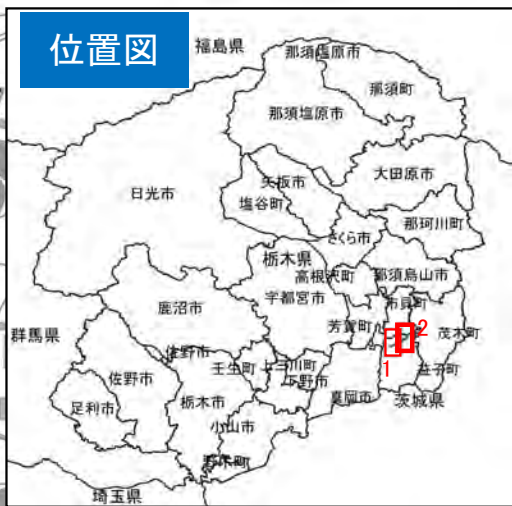 位置図
福島県
那須塩原市
那須町
那須塩原市
大田原市
矢板市
日光市
塩谷町
那珂川町
さくら市
栃木県
高根沢町
那須烏山市
宇都宮市
市貝町
鹿沼市
芳賀町
茂木町
2
群馬県
1
佐野市
壬生町
上三川町
益子町
下野市
佐野市
真岡市
茨城県
足利市
栃木市
小山市
野木町
埼玉県